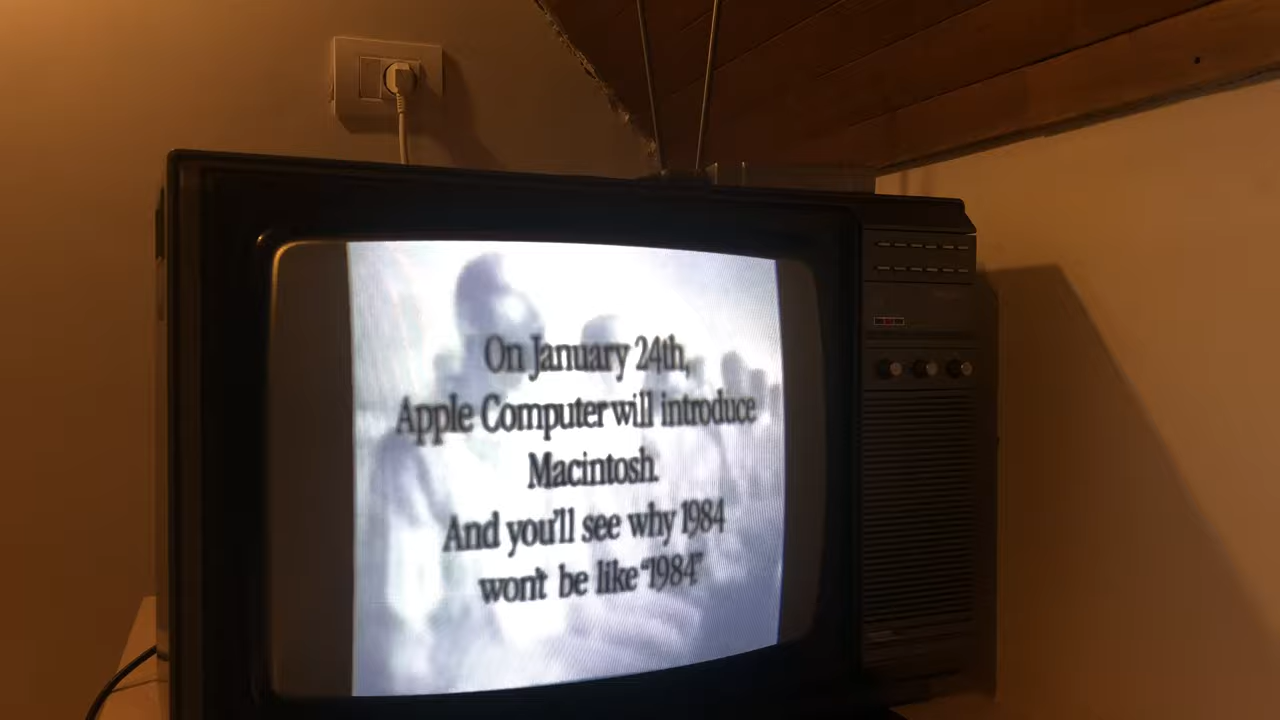 On January 24th,
Apple Computer will introduce
Macintosh.
And you'll see why 1984
won't be like "1984"